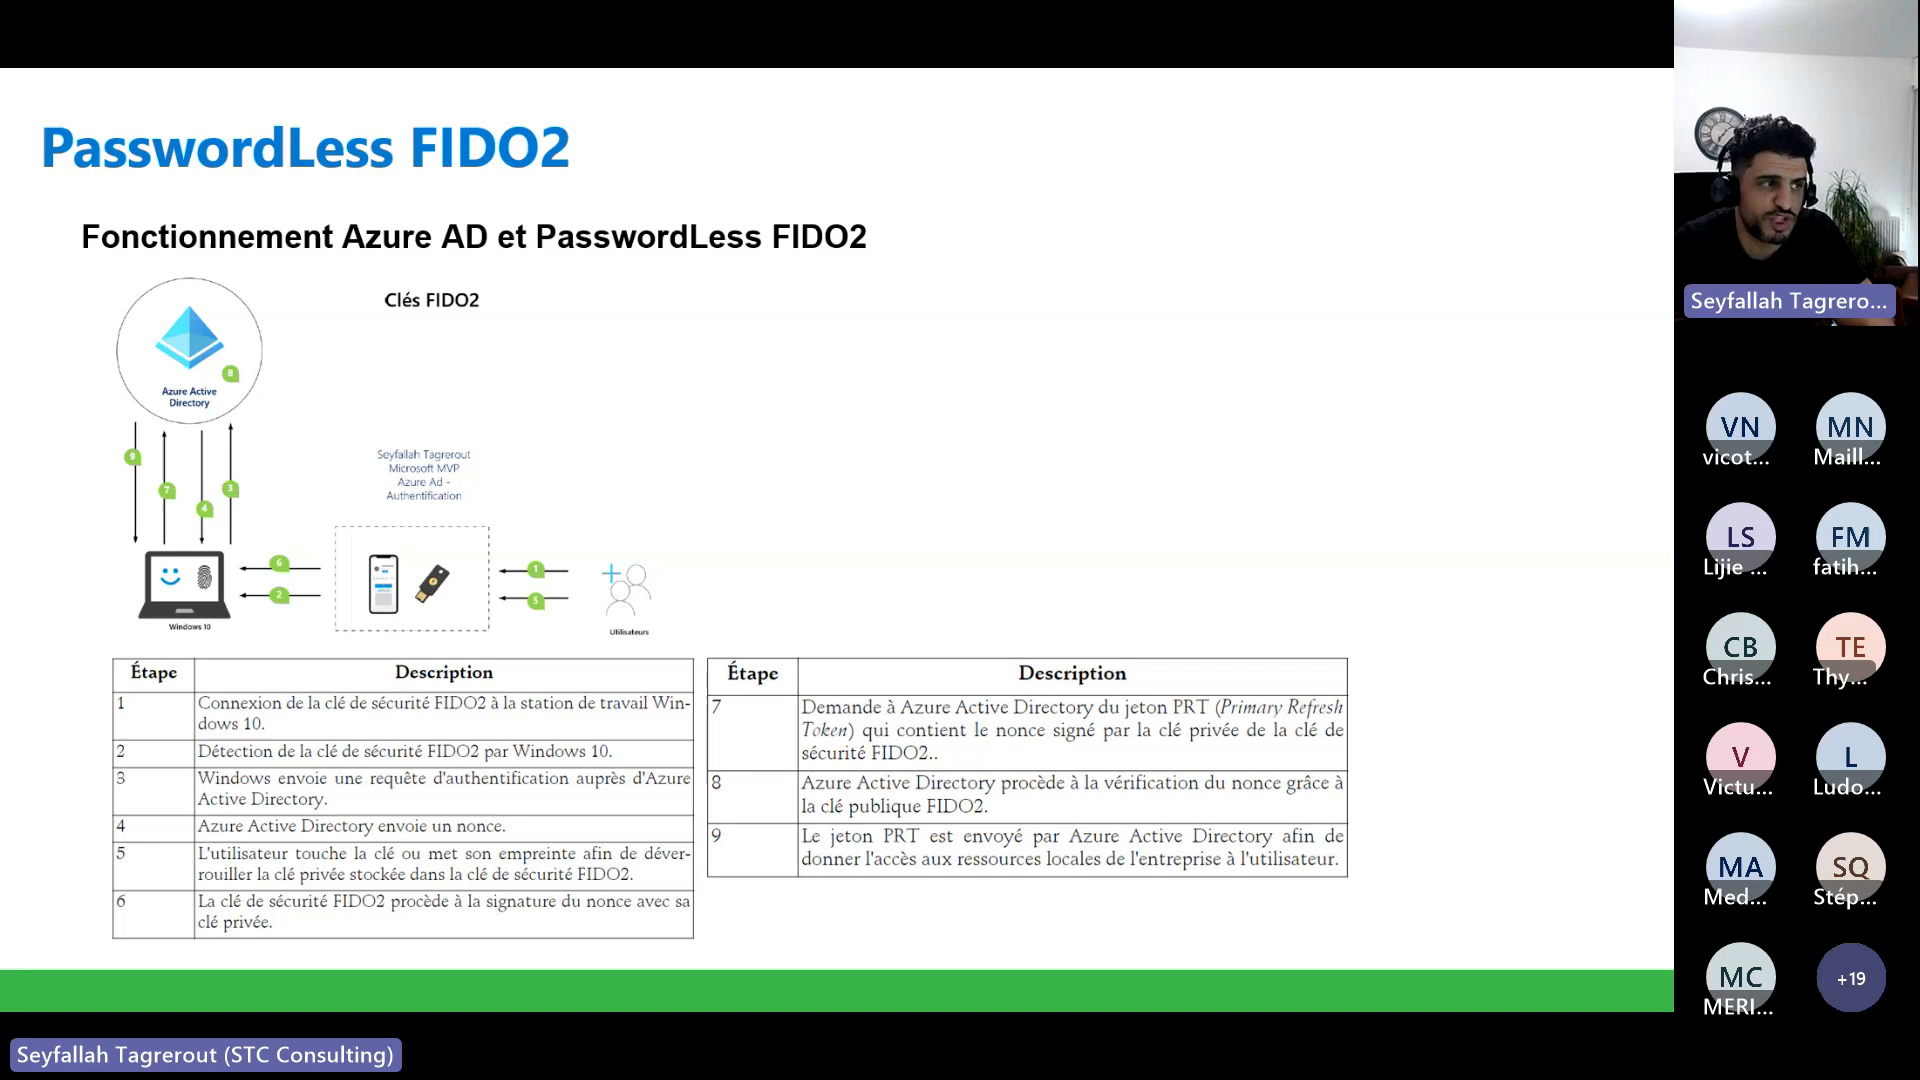 PasswordLess FIDO2
Fonctionnement Azure AD et PasswordLess FIDO2
Clés FIDO2
8
Azure Active
Directory
9
7
4
3
Seyfallah Tagrerout
Microsoft MVP
Azure Ad -
Authentification
6
2
1
5
Windows 10
Utilisateurs
Étape Description
1 Connexion de la clé de sécurité FIDO2 à la station de travail Win-
dows 10.
2 Détection de la clé de sécurité FIDO2 par Windows 10.
3 Windows envoie une requête d'authentification auprès d'Azure
Active Directory.
4 Azure Active Directory envoie un nonce.
5 L'utilisateur touche la clé ou met son empreinte afin de déver-
rouiller la clé privée stockée dans la clé de sécurité FIDO2.
6 La clé de sécurité FIDO2 procède à la signature du nonce avec sa
clé privée.
Étape Description
7 Demande à Azure Active Directory du jeton PRT (Primary Refresh
Token) qui contient le nonce signé par la clé privée de la clé de
sécurité FIDO2..
8 Azure Active Directory procède à la vérification du nonce grâce à
la clé publique FIDO2.
9 Le jeton PRT est envoyé par Azure Active Directory afin de
donner l'accès aux ressources locales de l'entreprise à l'utilisateur.
Seyfallah Tagrerout (STC Consulting)
Seyfallah Tagrero...
VN MN
vicot... Maill...
LS FM
Lijie ... fatih...
CB TE
Chris... Thy...
V L
Victu... Ludo...
MA SQ
Med... Stép...
MC +19
MERI...